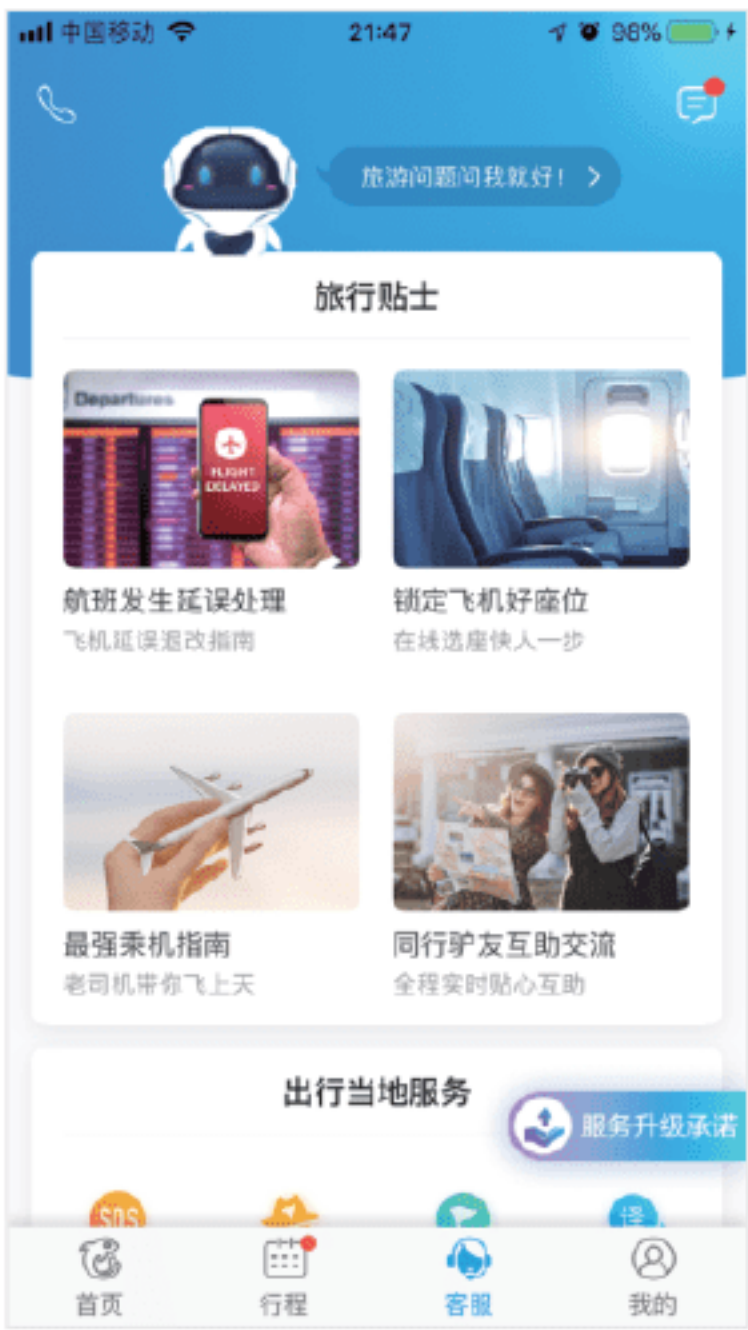 中国移动 21:47 98%
旅游问题问我就好！
旅行贴士
Departures
FLIGHT
DELAYED
航班发生延误处理
飞机延误退改指南
锁定飞机好座位
在线选座快人一步
最强乘机指南
老司机带你飞上天
同行驴友互助交流
全程实时贴心互助
出行当地服务
服务升级承诺
SOS
译
首页 行程 客服 我的